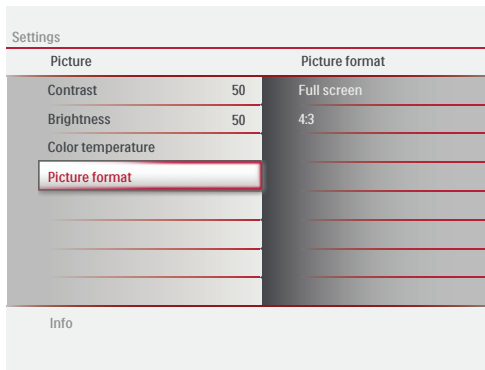 Settings
Picture Picture format
Contrast 50 Full screen
Brightness 50 4:3
Color temperature
Picture format
Info